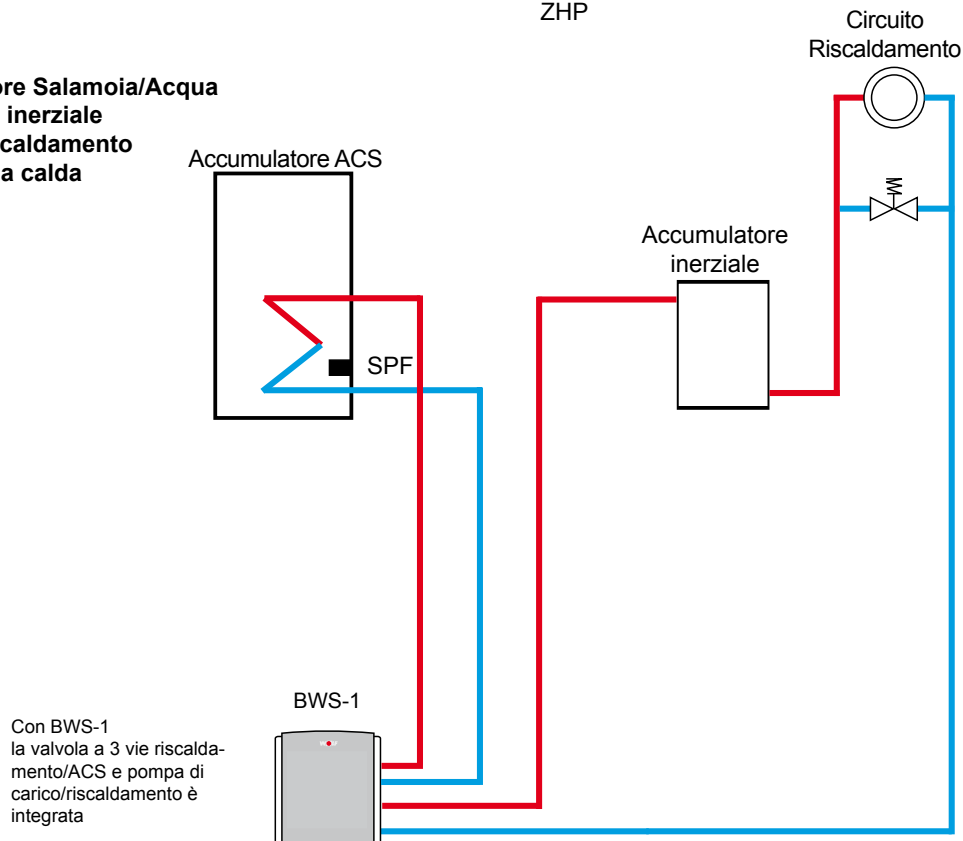 ZHP
Circuito
Riscaldamento
ore Salamoia/Acqua
inerziale
caldamento
a calda
Accumulatore ACS
Accumulatore
inerziale
SPF
BWS-1
Con BWS-1
la valvola a 3 vie riscalda-
mento/ACS e pompa di
carico/riscaldamento è
integrata